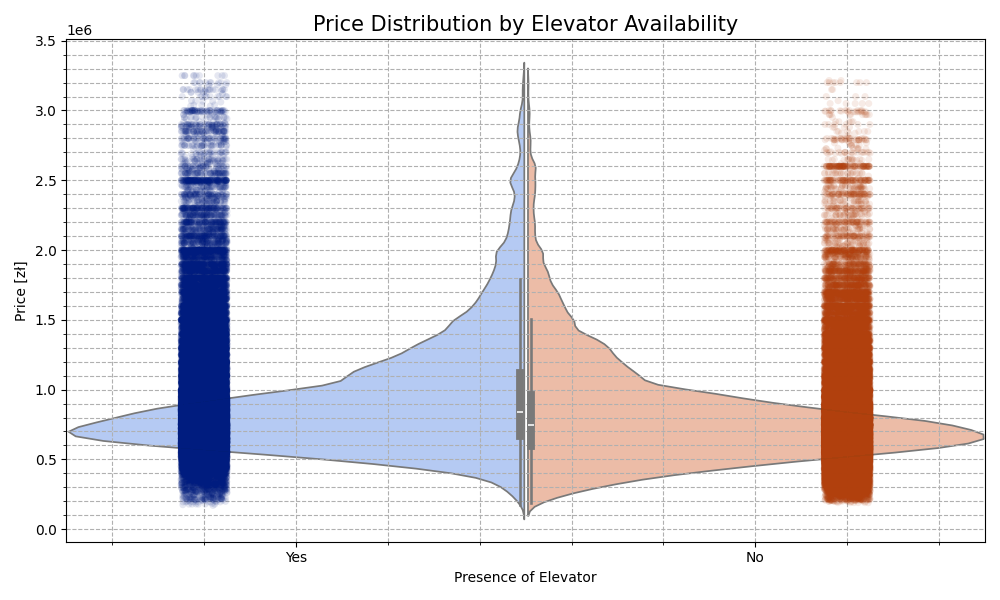 Price Distribution by Elevator Availability
1e6
3.5
3.0
2.5
2.0
1.5
1.0
0.5
0.0
Price [zł]
Yes
No
Presence of Elevator